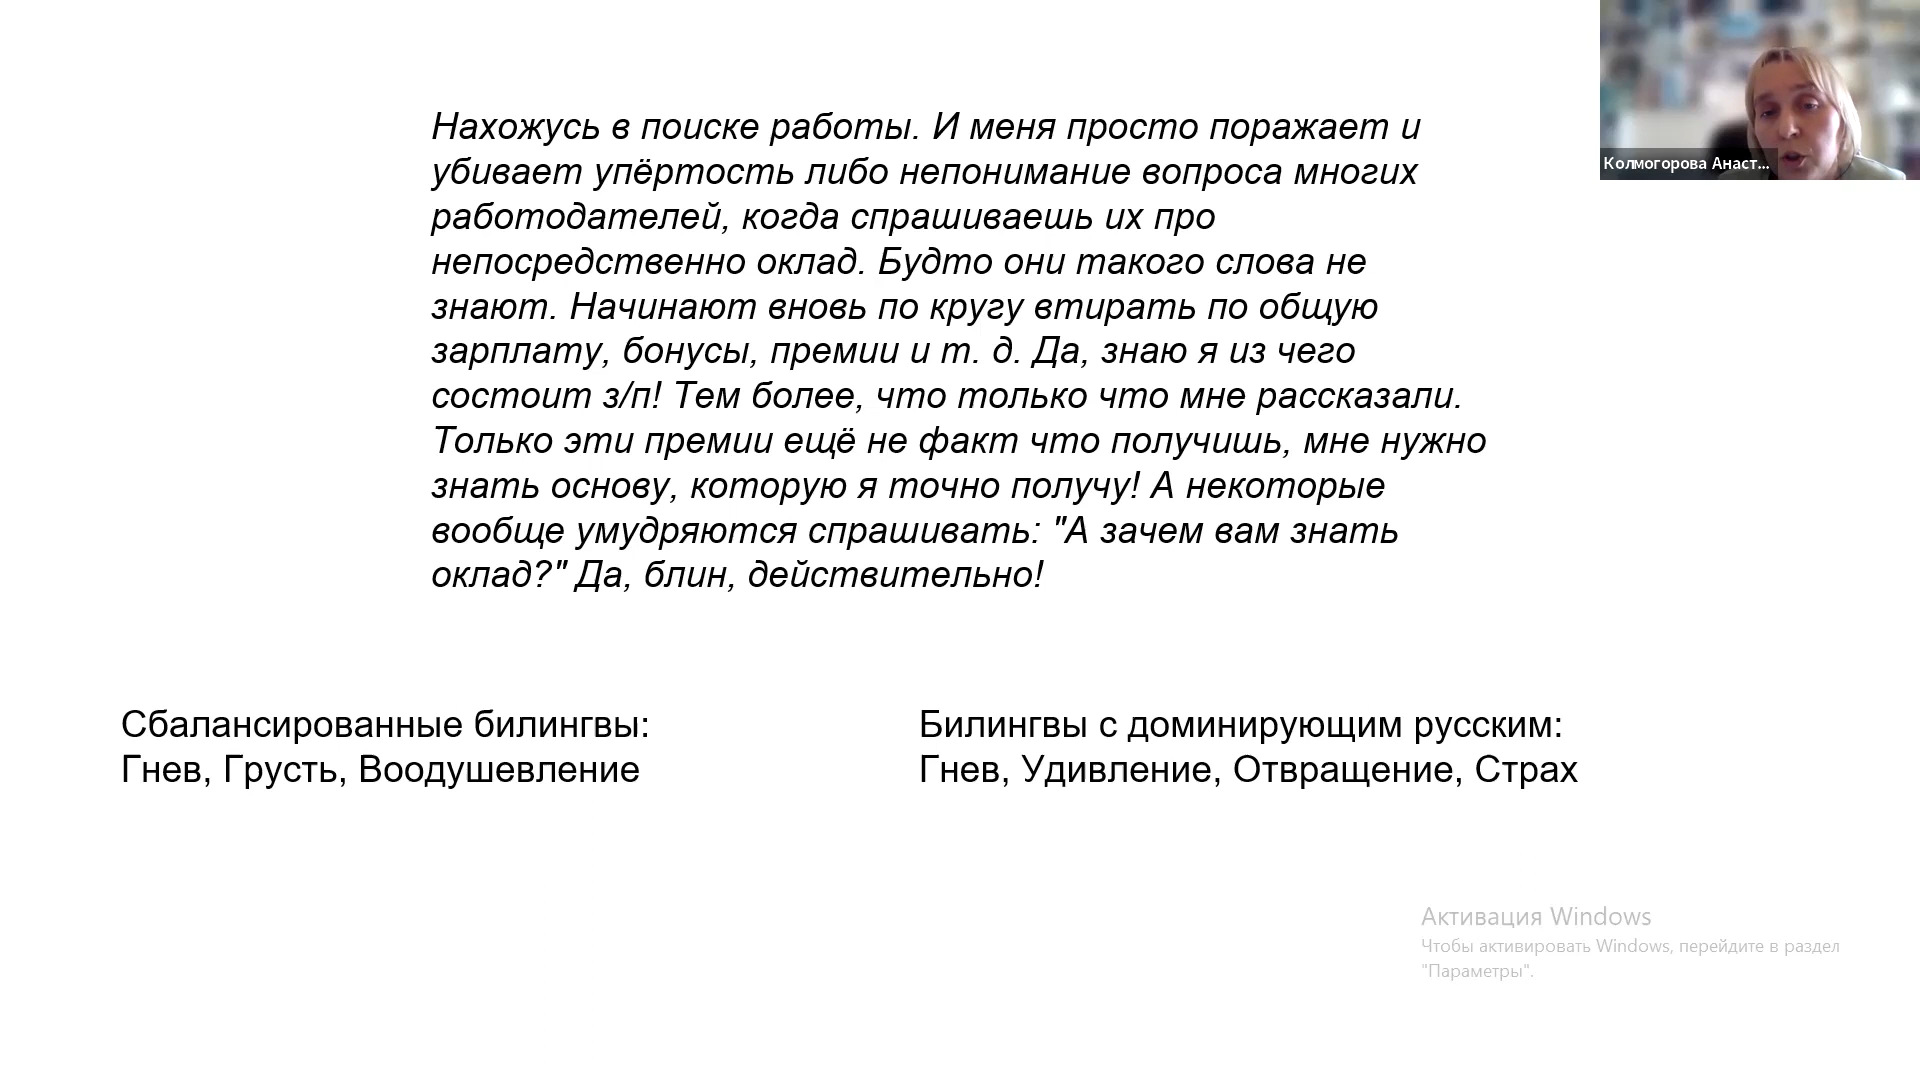 Колмогорова Анаст...
Нахожусь в поиске работы. И меня просто поражает и
убивает упёртость либо непонимание вопроса многих
работодателей, когда спрашиваешь их про
непосредственно оклад. Будто они такого слова не
знают. Начинают вновь по кругу втирать по общую
зарплату, бонусы, премии и т. д. Да, знаю я из чего
состоит з/п! Тем более, что только что мне рассказали.
Только эти премии ещё не факт что получишь, мне нужно
знать основу, которую я точно получу! А некоторые
вообще умудряются спрашивать: "А зачем вам знать
оклад?" Да, блин, действительно!
Сбалансированные билингвы:
Гнев, Грусть, Воодушевление
Билингвы с доминирующим русским:
Гнев, Удивление, Отвращение, Страх
Активация Windows
Чтобы активировать Windows, перейдите в раздел
"Параметры".